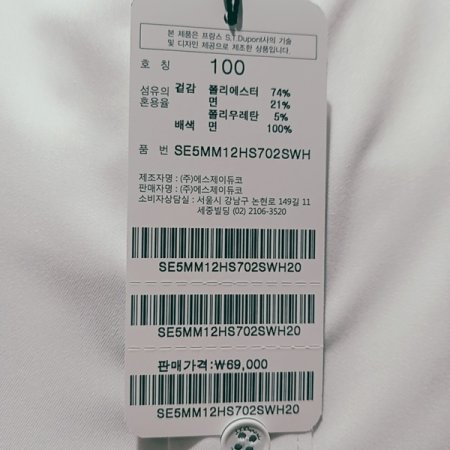 본 제품은 프랑스 S.T.Dupont사의 기술
및 디자인 제공으로 제조한 상품입니다.
호 칭 100
섬유의 혼용율 겉감 폴리에스터 74%
면 21%
폴리우레탄 5%
배색 면 100%
품 번 SE5MM12HS702SWH
제조자명 : (주)에스제이듀코
판매자명 : (주)에스제이듀코
소비자상담실 : 서울시 강남구 논현로 149길 11
세중빌딩 (02) 2106-3520
SE5MM12HS702SWH20
SE5MM12HS702SWH20
판매가격:₩69,000
SE5MM12HS702SWH20